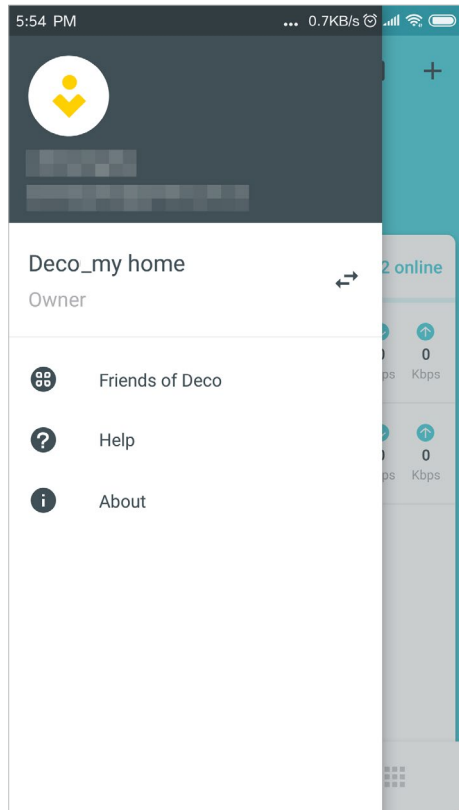 5:54 PM ... 0.7KB/s
Deco_my home
Owner
Friends of Deco
Help
About
2 online
0
Kbps
0
Kbps